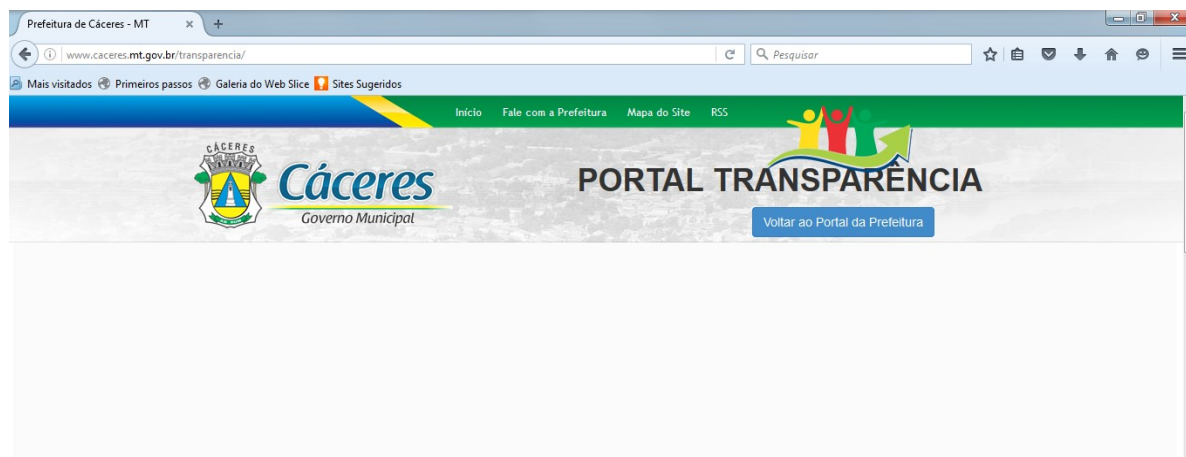 Prefeitura de Cáceres - MT
www.caceres.mt.gov.br/transparencia/
Pesquisar
Mais visitados Primeiros passos Galeria do Web Slice Sites Sugeridos
Início Fale com a Prefeitura Mapa do Site RSS
CÁCERES
Cáceres
Governo Municipal
PORTAL TRANSPARÊNCIA
Voltar ao Portal da Prefeitura